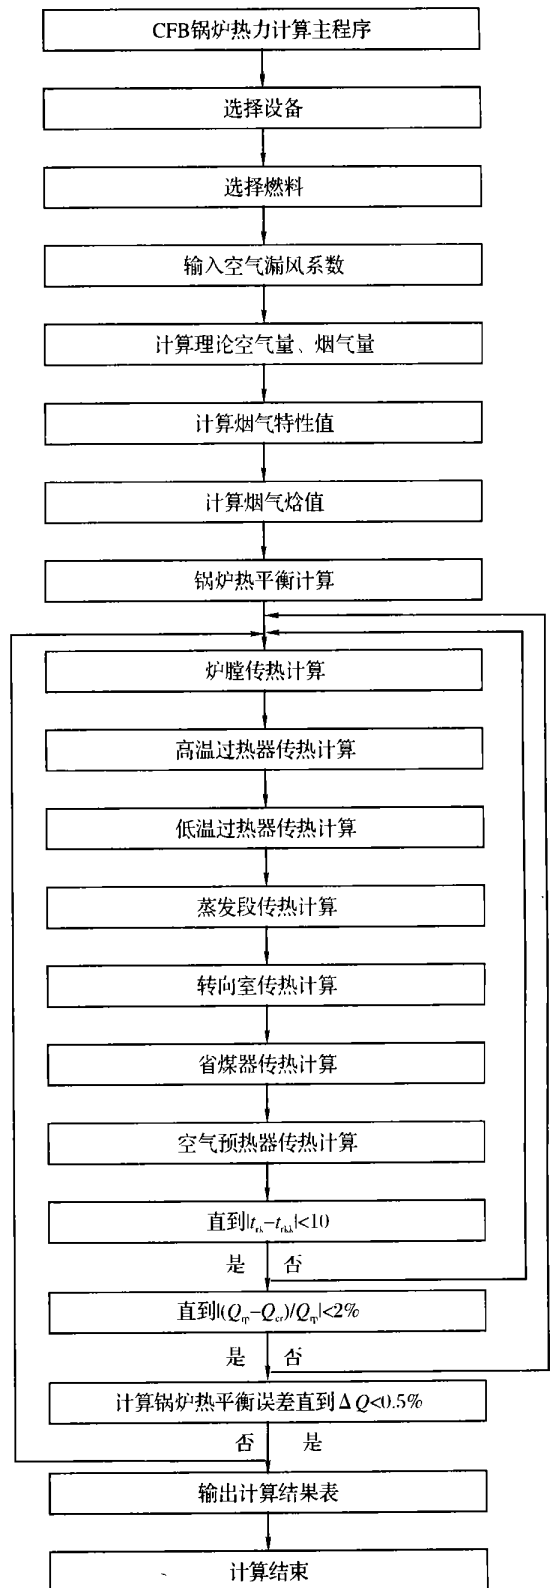 CFB锅炉热力计算主程序
选择设备
选择燃料
输入空气漏风系数
计算理论空气量、烟气量
计算烟气特性值
计算烟气焓值
锅炉热平衡计算
炉膛传热计算
高温过热器传热计算
低温过热器传热计算
蒸发段传热计算
转向室传热计算
省煤器传热计算
空气预热器传热计算
直到|t-t|<10
是 否
直到|(Q-Q)/Q|<2%
是 否
计算锅炉热平衡误差直到ΔQ<0.5%
否 是
输出计算结果表
计算结束